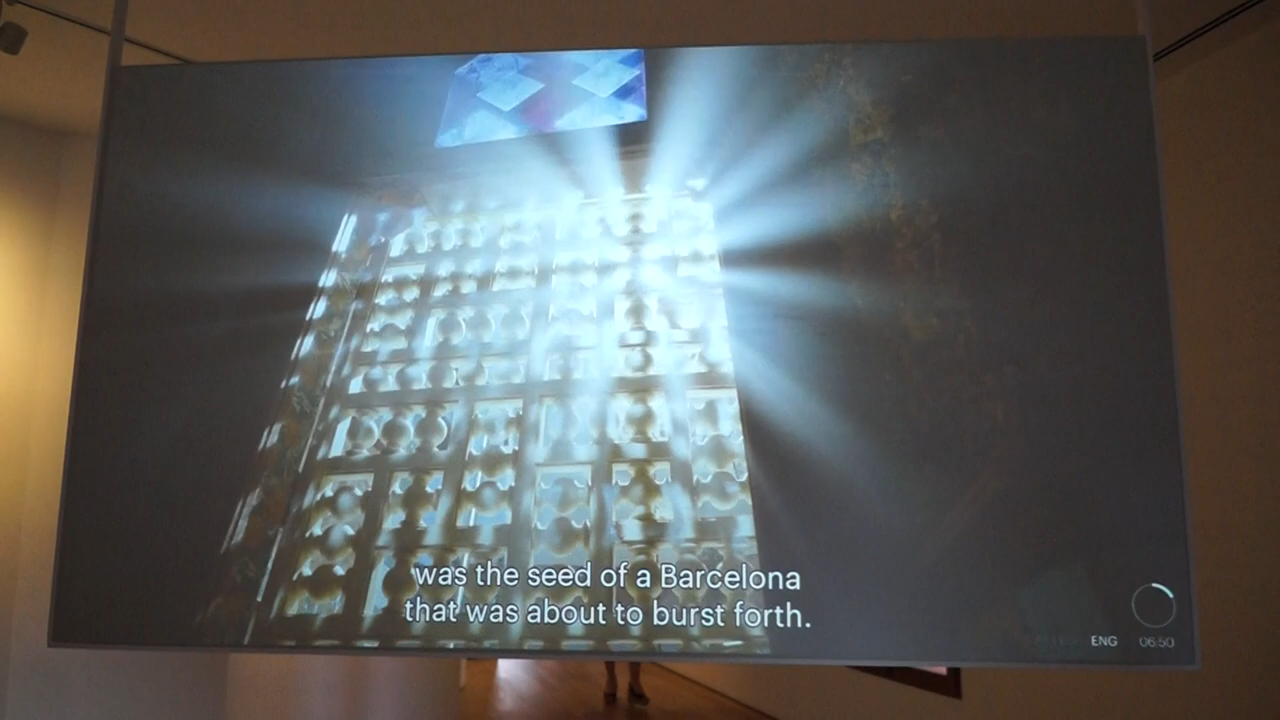 was the seed of a Barcelona
that was about to burst forth.
ENG
06:50